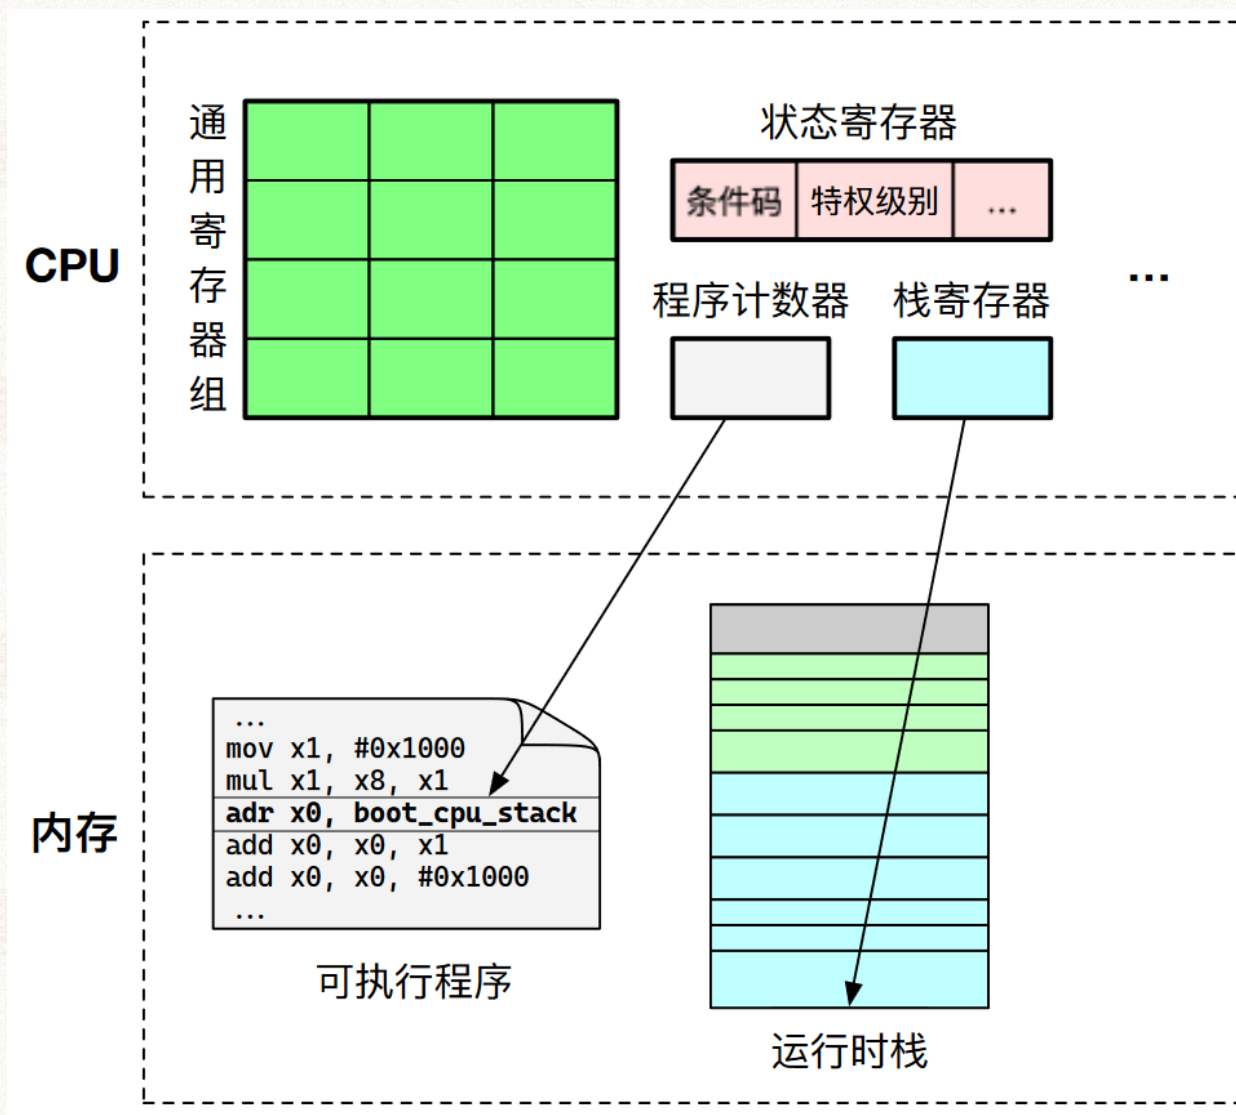 CPU
通用寄存器组
状态寄存器
条件码 特权级别 ...
程序计数器 栈寄存器
...
内存
...
mov x1, #0x1000
mul x1, x8, x1
adr x0, boot_cpu_stack
add x0, x0, x1
add x0, x0, #0x1000
...
可执行程序
运行时栈